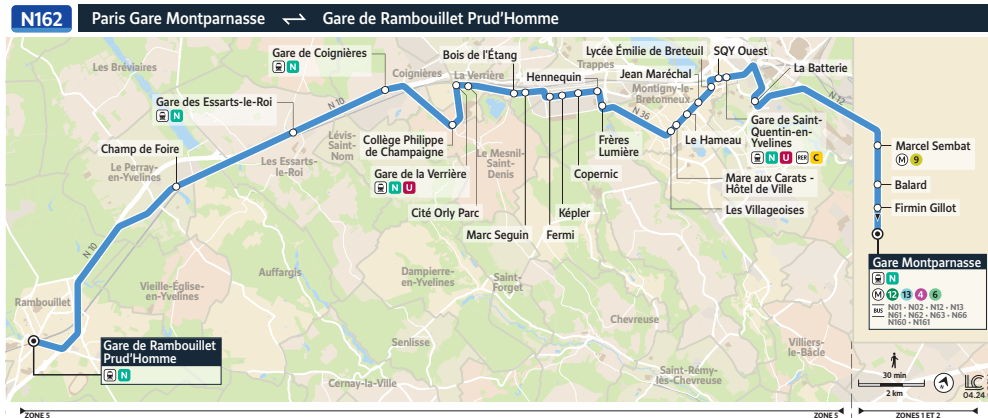 N162 Paris Gare Montparnasse Gare de Rambouillet Prud'Homme
Les Bréviaires
Gare de Coignières
N
Coignières
Bois de l'Étang
La Verrière
Hennequin
Trappes
Lycée Émilie de Breteuil
SQY Ouest
Jean Maréchal
Montigny-le-
Bretonneux
La Batterie
N 12
N 10
N 36
Gare des Essarts-le-Roi
N
Champ de Foire
Le Perray-
en-Yvelines
Les Essarts-
le-Roi
Lévis-
Saint-
Nom
Collège Philippe
de Champaigne
Gare de la Verrière
N U
Le Mesnil-
Saint-
Denis
Cité Orly Parc
Marc Seguin
Fermi
Képler
Copernic
Frères
Lumière
Le Hameau
Gare de Saint-
Quentin-en-
Yvelines
N U RER C
Mare aux Carats -
Hôtel de Ville
Les Villageoises
Marcel Sembat
M 9
Balard
Firmin Gillot
Gare Montparnasse
N
M 12 13 4 6
BUS N01 • N02 • N12 • N13
N61 • N62 • N63 • N66
N160 • N161
N 10
Rambouillet
Vieille-Église-
en-Yvelines
Auffargis
Dampierre-
en-Yvelines
Saint-
Forget
Chevreuse
Senlisse
Cernay-la-Ville
Saint-Rémy-
lès-Chevreuse
Villiers-
le-Bâcle
Gare de Rambouillet
Prud'Homme
N
30 min
2 km
N
LC
04.24
ZONE 5
ZONE 5
ZONES 1 ET 2